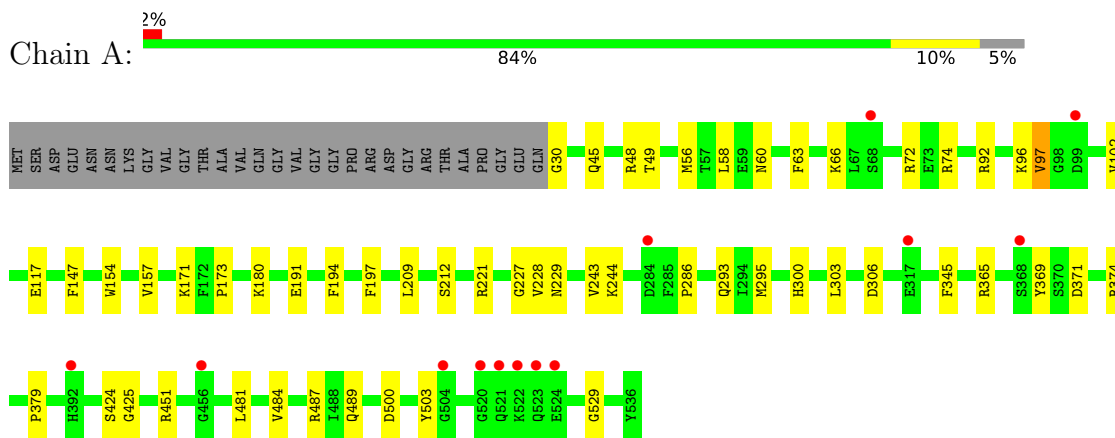 Chain A:
84%
10%
5%
MET SER ASP GLU ASN ASN LYS GLY VAL GLY THR ALA VAL GLN GLY VAL GLY GLY PRO ARG ASP GLY ARG THR ALA PRO GLY GLU GLN G30 Q45 R48 T49 M56 T57 L58 E59 N60 F63 K66 L67 S68 R72 E73 R74 R92 K96 V97 G98 D99
E117 F147 W154 V157 K171 F172 P173 K180 E191 F194 F197 L209 S212 R221 G227 V228 N229 V243 K244 D284 F285 P286 Q293 I294 M295 H300 L303 D306 E317 F345 R365 S368 Y369 S370 D371
P379 H392 S424 G425 R451 G456 L481 V484 R487 I488 Q489 D500 Y503 G504 G520 Q521 K522 Q523 E524 G529 Y536